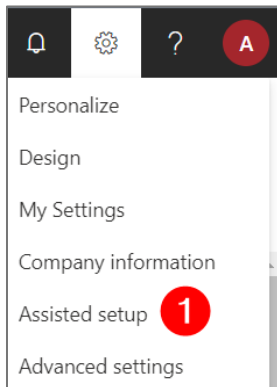 ?
A
Personalize
Design
My Settings
Company information
Assisted setup 1
Advanced settings